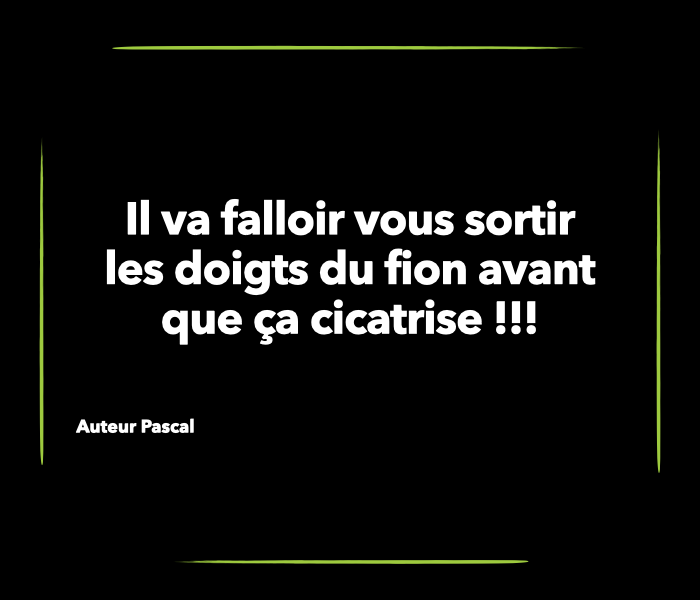 Il va falloir vous sortir
les doigts du fion avant
que ça cicatrise !!!
Auteur Pascal